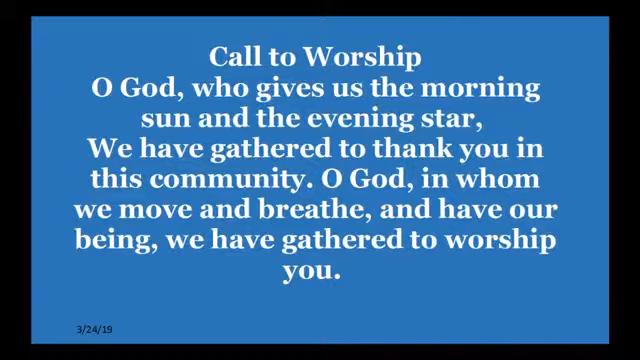 Call to Worship
O God, who gives us the morning
sun and the evening star,
We have gathered to thank you in
this community. O God, in whom
we move and breathe, and have our
being, we have gathered to worship
you.
3/24/19